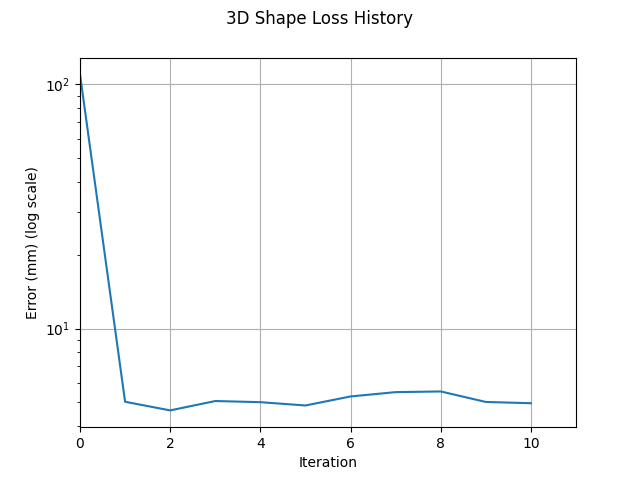 3D Shape Loss History
Error (mm) (log scale)
10²
10¹
0 2 4 6 8 10
Iteration